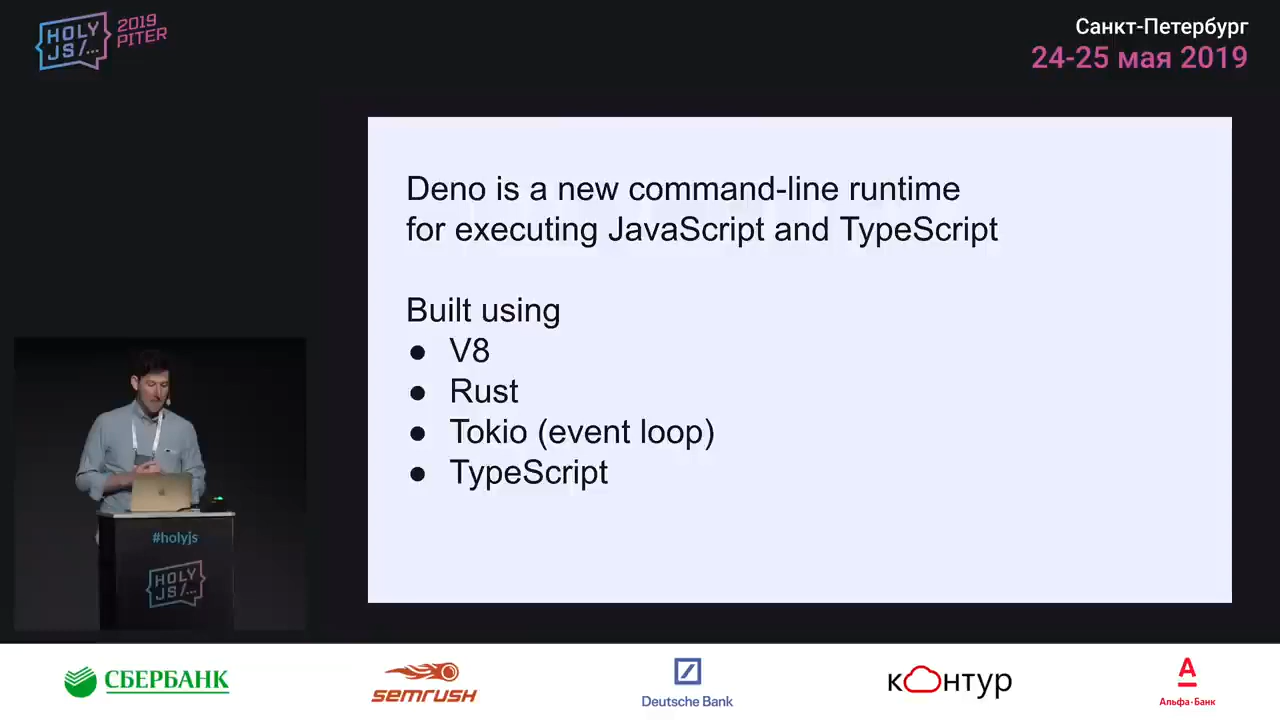 HOLY
JS/...
2019
PITER
Санкт-Петербург
24-25 мая 2019
Deno is a new command-line runtime
for executing JavaScript and TypeScript
Built using
● V8
● Rust
● Tokio (event loop)
● TypeScript
#holyjs
HOLY
JS/...
СБЕРБАНК
semrush
Deutsche Bank
контур
А
Альфа·Банк